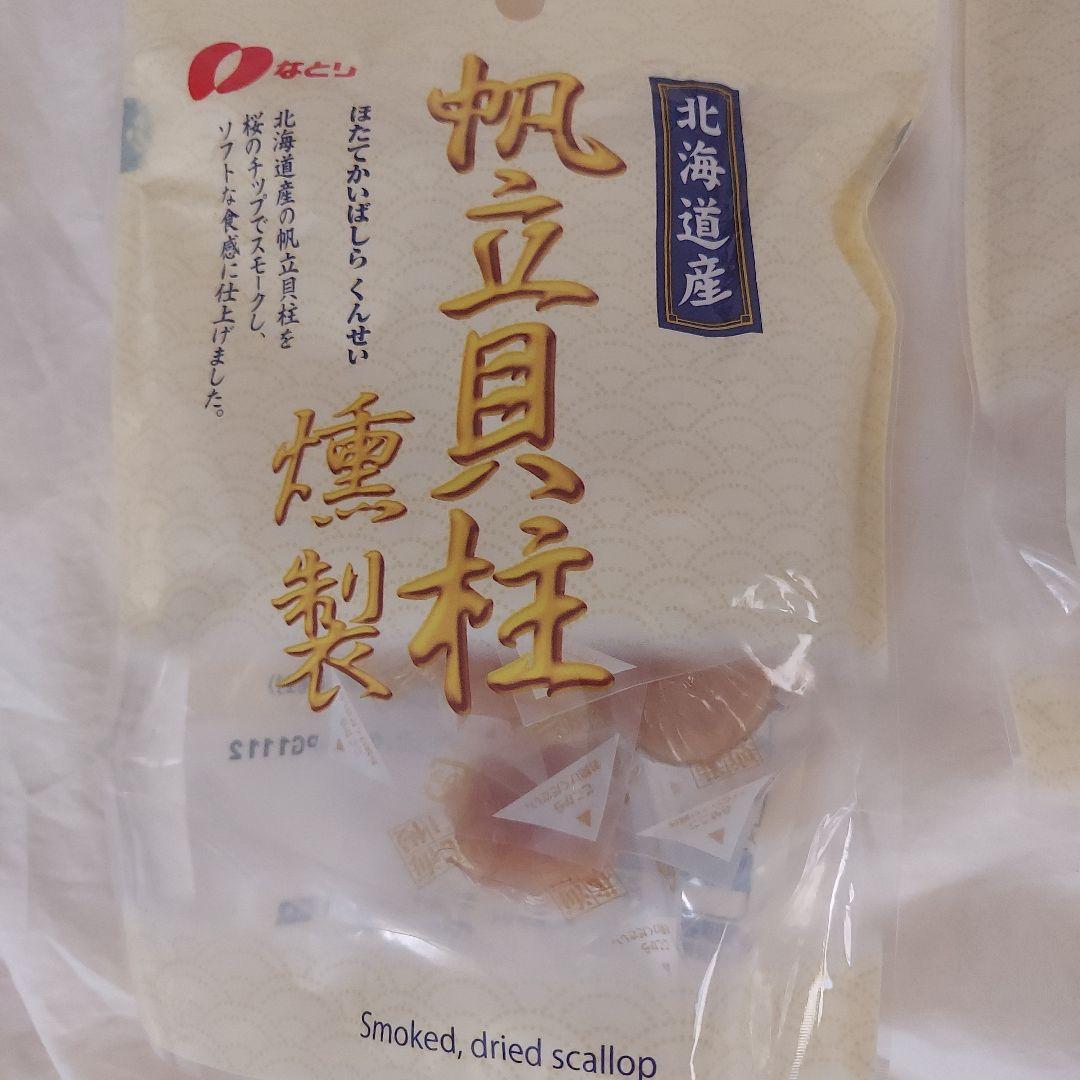 なとり
北海道産
帆立貝柱
燻製
ほたてかいばしら くんせい
北海道産の帆立貝柱を
桜のチップでスモークし、
ソフトな食感に仕上げました。
PG1112
Smoked, dried scallop